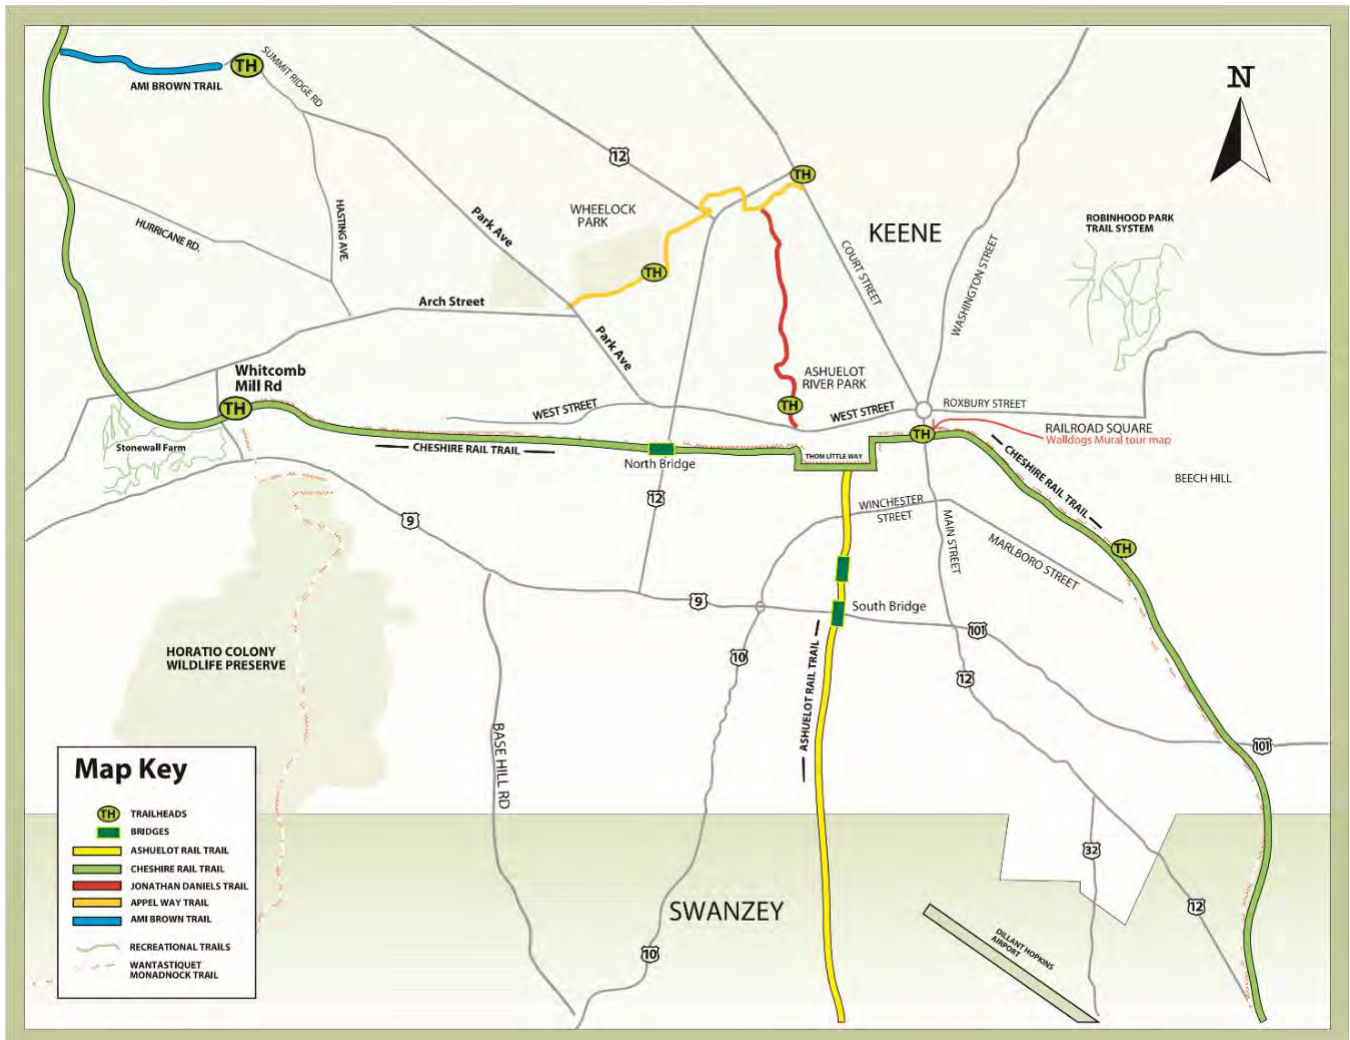 TH
SUMMIT RIDGE RD
AMI BROWN TRAIL
N
12
TH
WHEELOCK
PARK
HASTING AVE.
Park Ave
HURRICANE RD.
KEENE
ROBINHOOD PARK
TRAIL SYSTEM
COURT STREET
WASHINGTON STREET
TH
Arch Street
Park Ave
Whitcomb
Mill Rd
ASHUELOT
RIVER PARK
TH
TH
WEST STREET
WEST STREET
ROXBURY STREET
RAILROAD SQUARE
Walldogs Mural tour map
TH
Stonewall Farm
CHESHIRE RAIL TRAIL
North Bridge
THOM LITTLE WAY
CHESHIRE RAIL TRAIL
BEECH HILL
12
WINCHESTER
STREET
9
MAIN STREET
MARLBORO STREET
TH
9
South Bridge
101
HORATIO COLONY
WILDLIFE PRESERVE
10
ASHUELOT RAIL TRAIL
12
BASE HILL RD
101
Map Key
TH TRAILHEADS
BRIDGES
ASHUELOT RAIL TRAIL
CHESHIRE RAIL TRAIL
JONATHAN DANIELS TRAIL
APPEL WAY TRAIL
AMI BROWN TRAIL
RECREATIONAL TRAILS
WANTASTIQUET
MONADNOCK TRAIL
32
12
SWANZEY
10
DILLANT HOPKINS
AIRPORT